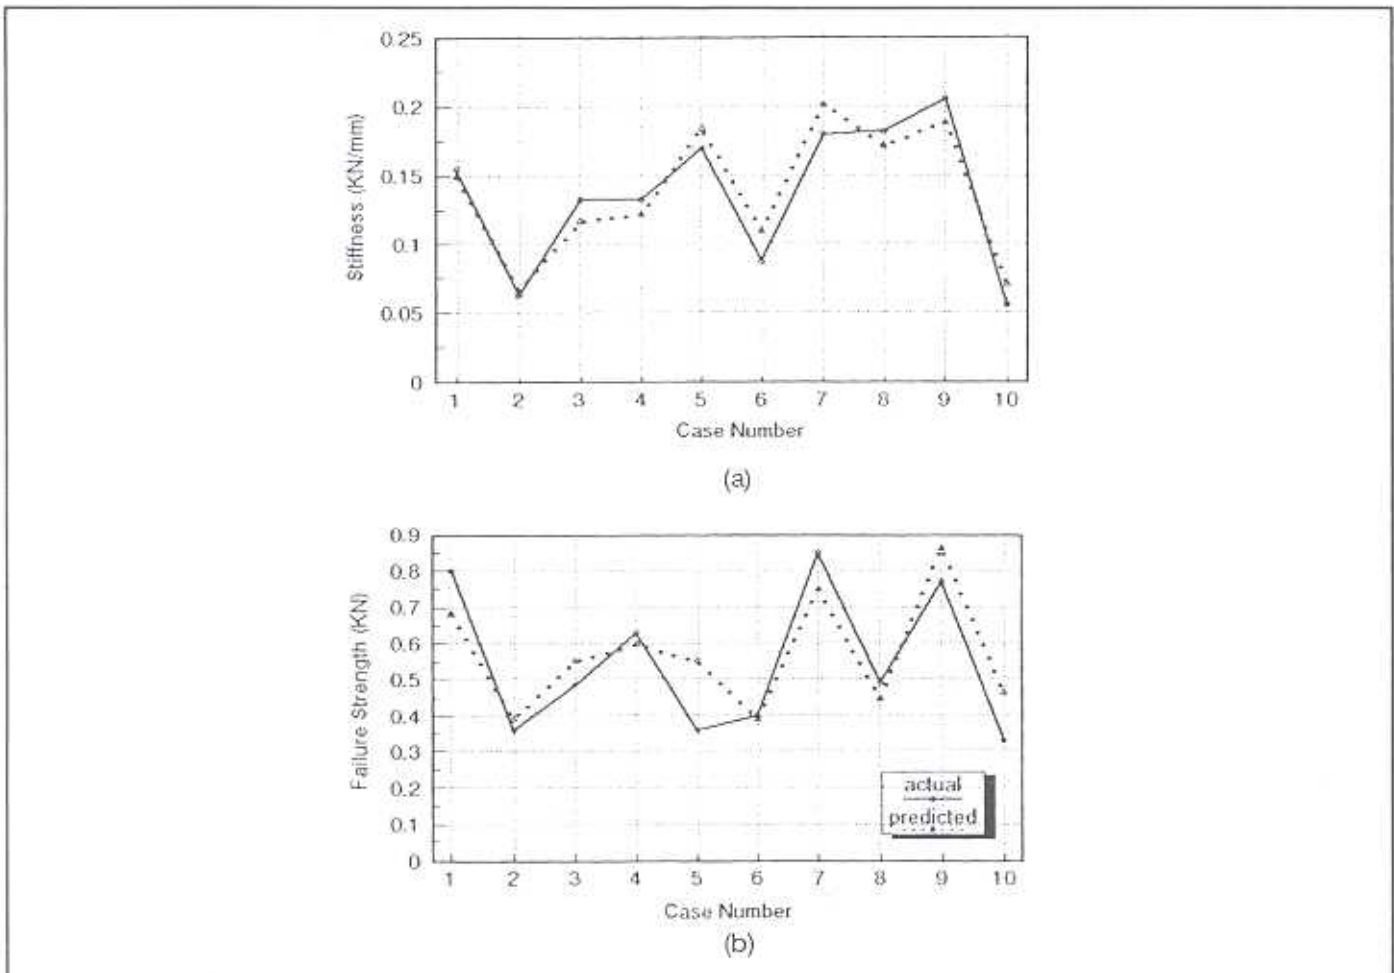 0.25
0.2
0.15
0.1
0.05
0
Stiffness (KN/mm)
1 2 3 4 5 6 7 8 9 10
Case Number
(a)
0.9
0.8
0.7
0.6
0.5
0.4
0.3
0.2
0.1
0
Failure Strength (KN)
actual
predicted
1 2 3 4 5 6 7 8 9 10
Case Number
(b)